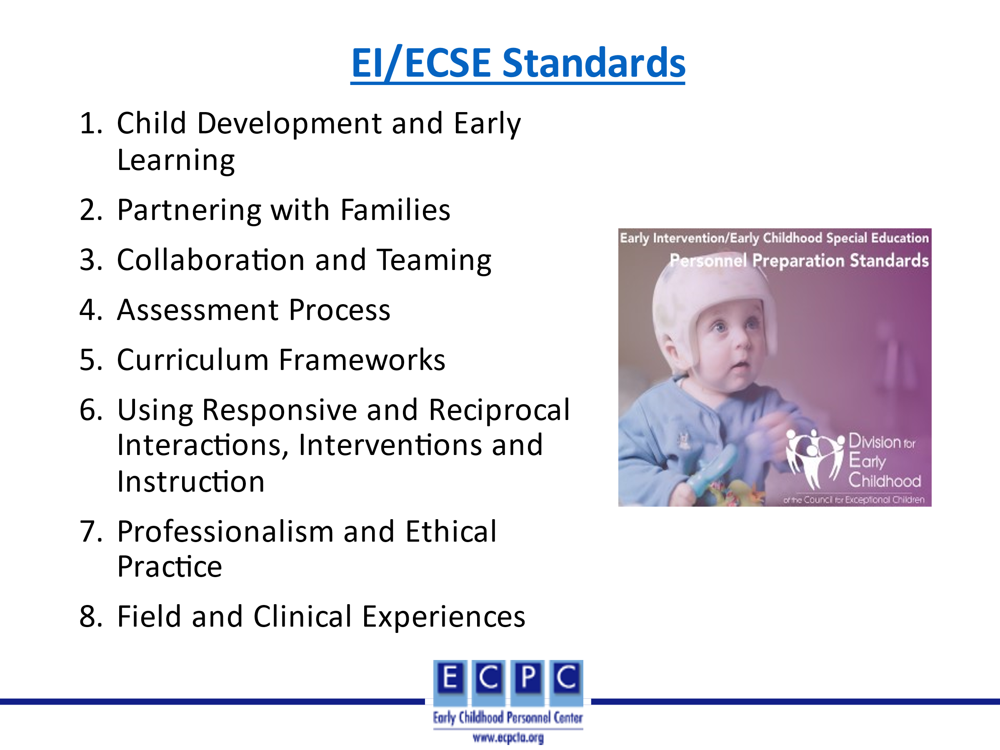 EI/ECSE Standards
1. Child Development and Early
Learning
2. Partnering with Families
3. Collaboration and Teaming
4. Assessment Process
5. Curriculum Frameworks
6. Using Responsive and Reciprocal
Interactions, Interventions and
Instruction
7. Professionalism and Ethical
Practice
8. Field and Clinical Experiences
Early Intervention/Early Childhood Special Education
Personnel Preparation Standards
Division for
Early
Childhood
of the Council for Exceptional Children
E C P C
Early Childhood Personnel Center
www.ecpcta.org